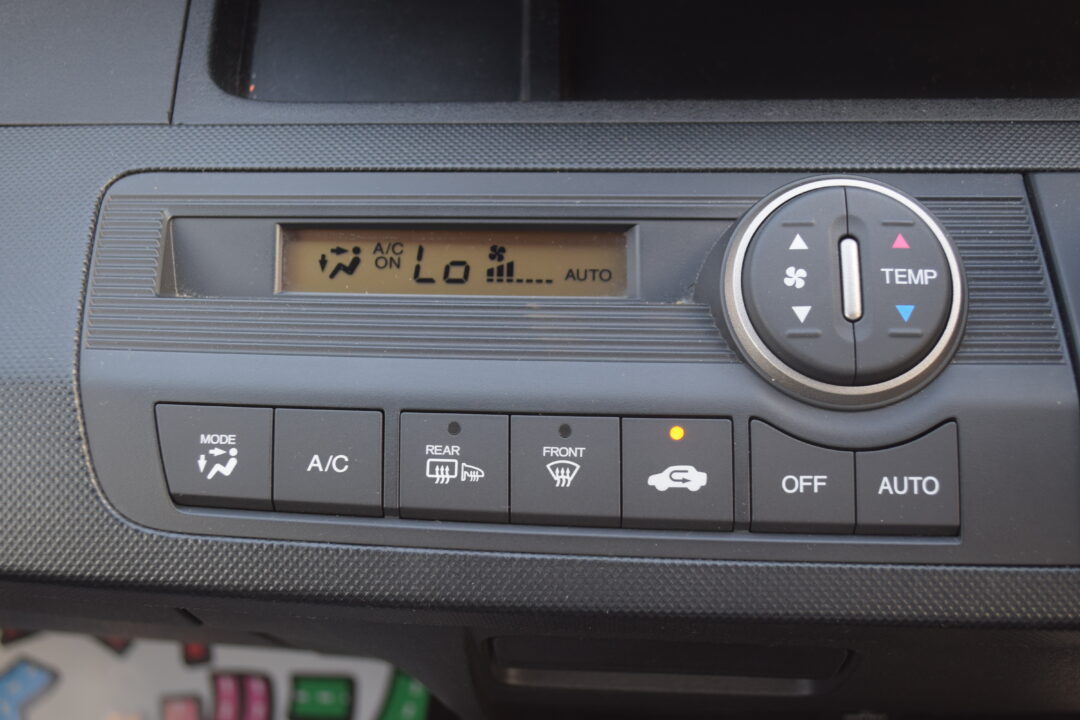 A/C
ON
Lo
AUTO
TEMP
MODE
A/C
REAR
FRONT
OFF
AUTO